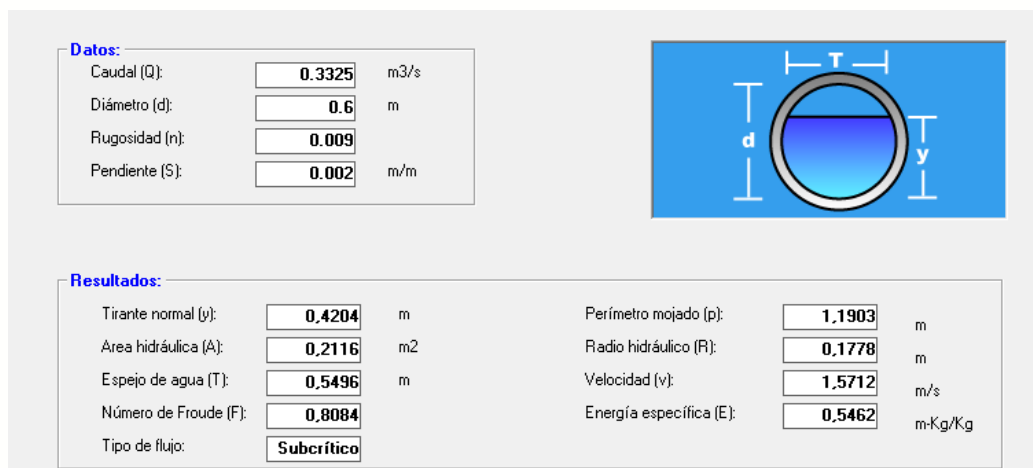 Datos:
Caudal (Q): 0.3325 m3/s
Diámetro (d): 0.6 m
Rugosidad (n): 0.009
Pendiente (S): 0.002 m/m
T
d
y
Resultados:
Tirante normal (y): 0,4204 m Perímetro mojado (p): 1,1903 m
Area hidráulica (A): 0,2116 m2 Radio hidráulico (R): 0,1778 m
Espejo de agua (T): 0,5496 m Velocidad (v): 1,5712 m/s
Número de Froude (F): 0,8084 Energía específica (E): 0,5462 m-Kg/Kg
Tipo de flujo: Subcrítico